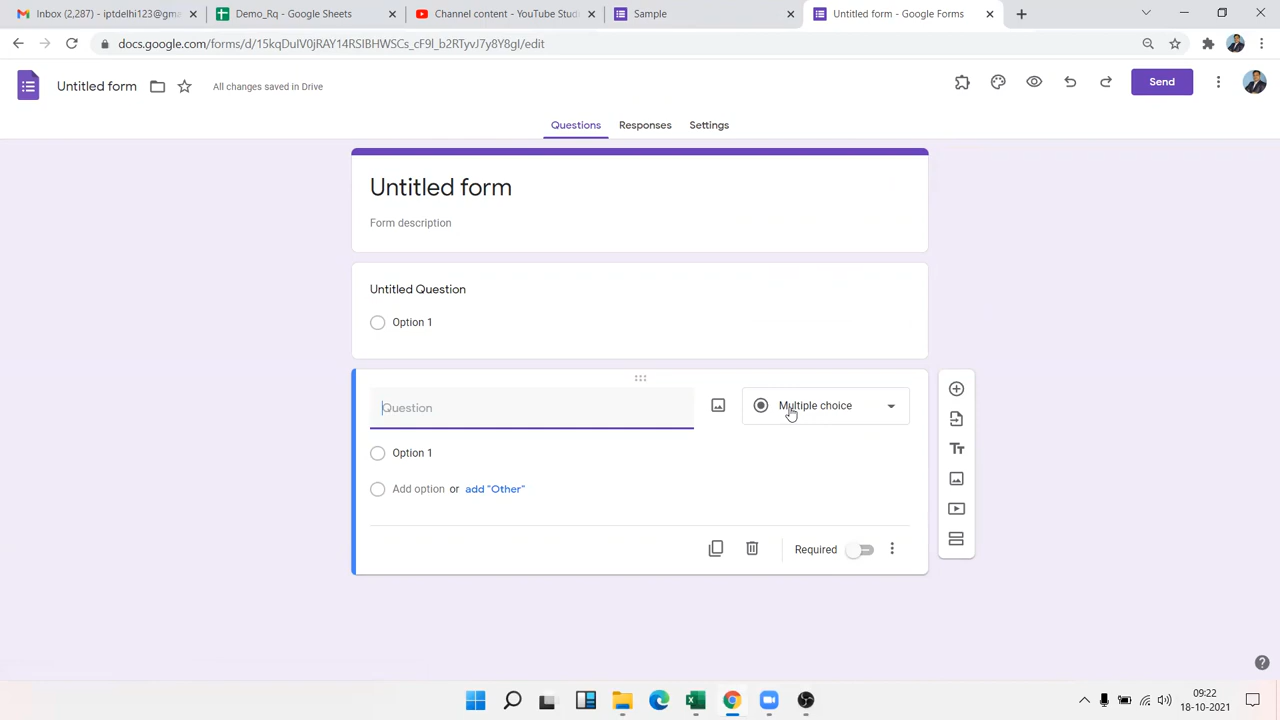 Inbox (2,287) - iptdelhi123@gm
Demo_Rq - Google Sheets
Channel content - YouTube Stud
Sample
Untitled form - Google Forms
docs.google.com/forms/d/15kqDuIV0jRAY14RSIBHWSCs_cF9l_b2RTyvJ7y8Y8gI/edit
Untitled form
All changes saved in Drive
Send
Questions
Responses
Settings
Untitled form
Form description
Untitled Question
Option 1
Question
Multiple choice
Option 1
Add option or add "Other"
Required
Tт
09:22
18-10-2021